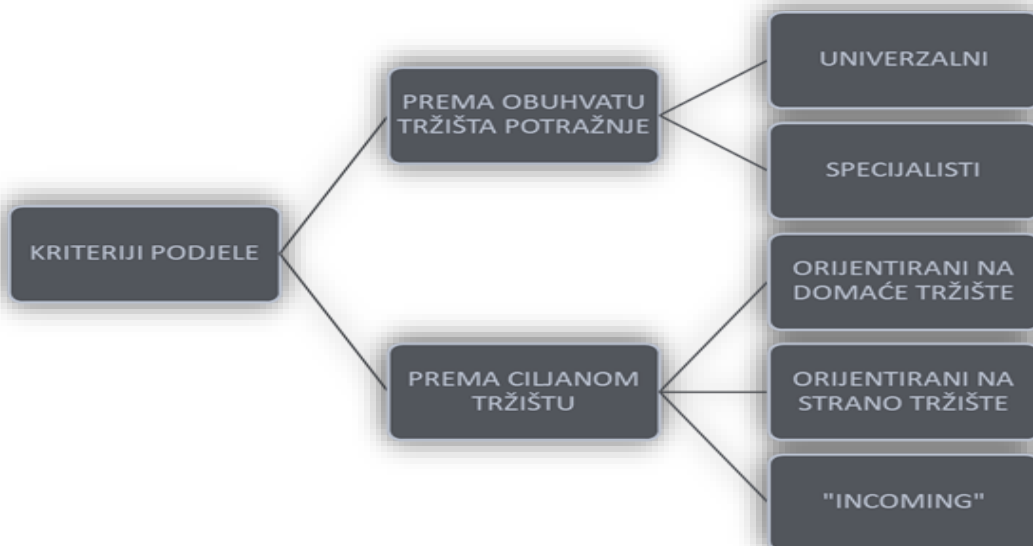 KRITERIJI PODJELE
PREMA OBUHVATU
TRŽIŠTA POTRAŽNJE
UNIVERZALNI
SPECIJALISTI
PREMA CILJANOM
TRŽIŠTU
ORIJENTIRANI NA
DOMAĆE TRŽIŠTE
ORIJENTIRANI NA
STRANO TRŽIŠTE
"INCOMING"